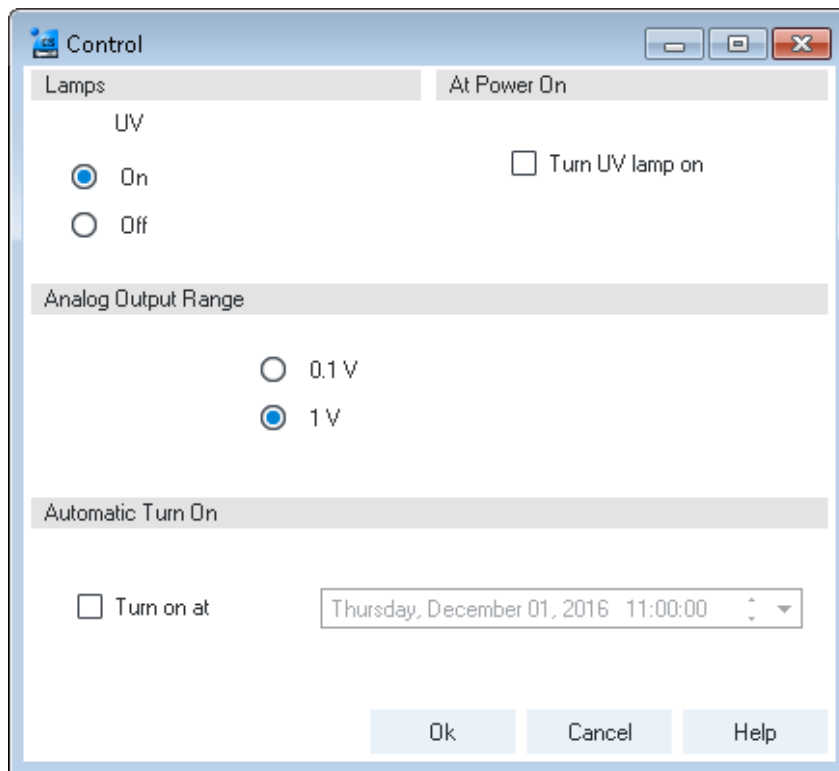 Control
Lamps
At Power On
UV
On
Turn UV lamp on
Off
Analog Output Range
0.1 V
1 V
Automatic Turn On
Turn on at
Thursday, December 01, 2016 11:00:00
Ok
Cancel
Help